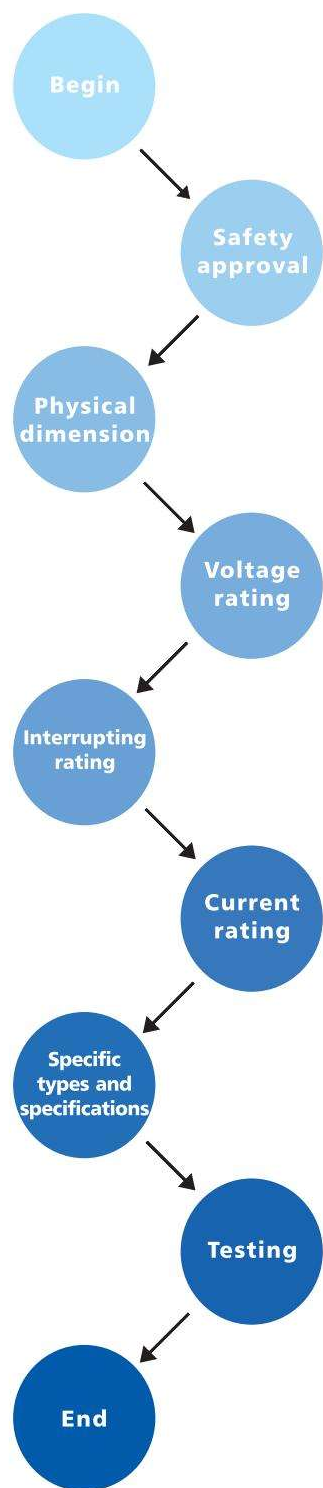 Begin
Safety
approval
Physical
dimension
Voltage
rating
Interrupting
rating
Current
rating
Specific
types and
specifications
Testing
End